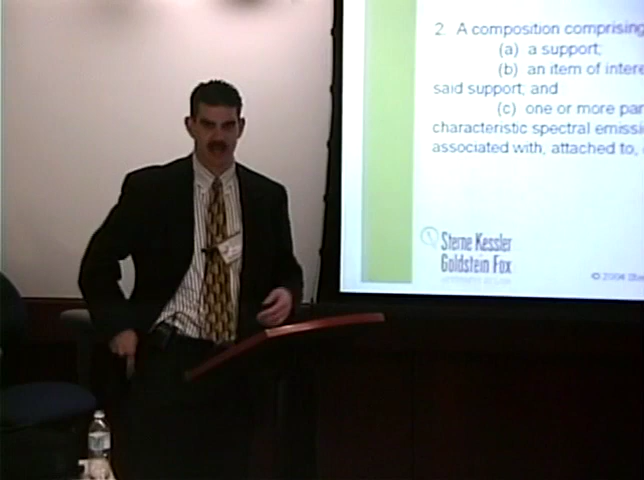 2. A composition comprising
(a) a support;
(b) an item of intere
said support; and
(c) one or more par
characteristic spectral emissi
associated with, attached to,
Sterne Kessler
Goldstein Fox
© 2004